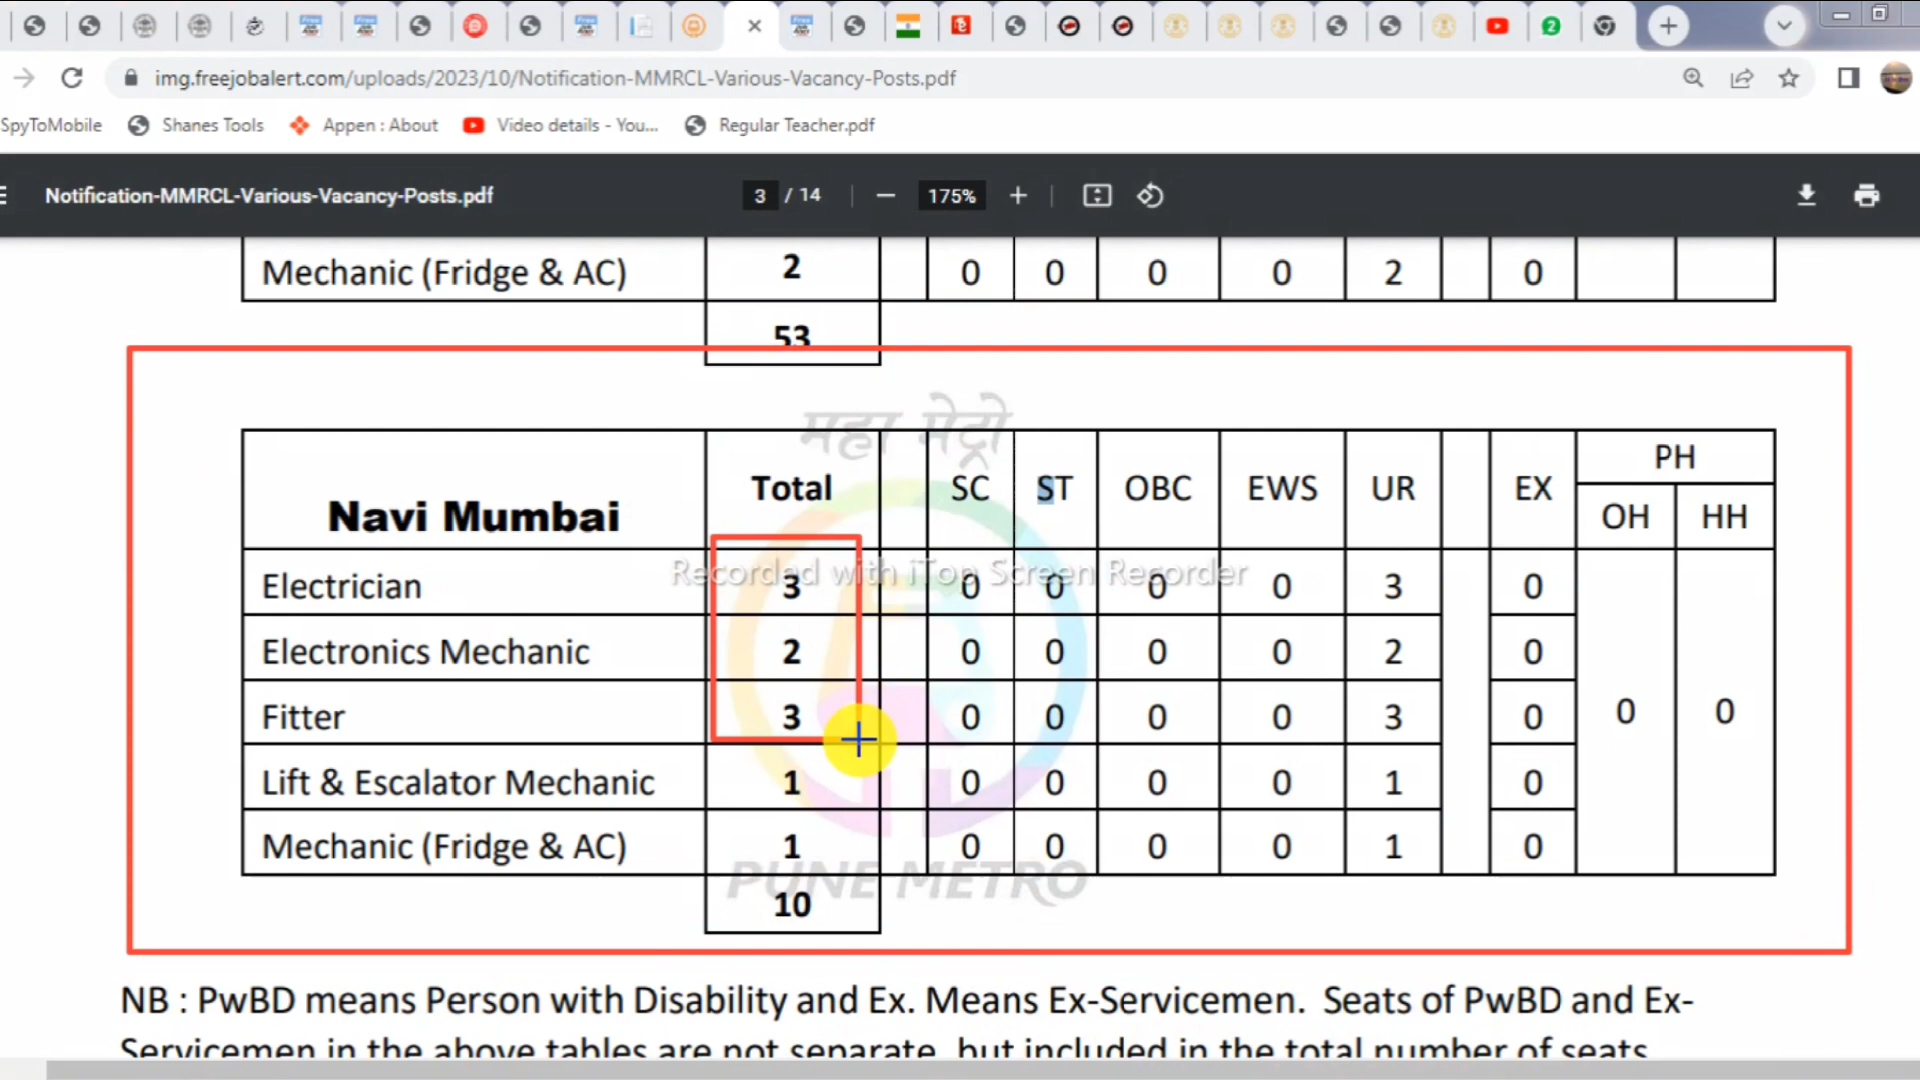 img.freejobalert.com/uploads/2023/10/Notification-MMRCL-Various-Vacancy-Posts.pdf
SpyToMobile Shanes Tools Appen : About Video details - You... Regular Teacher.pdf
Notification-MMRCL-Various-Vacancy-Posts.pdf 3 / 14 175%
Mechanic (Fridge & AC) 2 0 0 0 0 2 0
53
महा मेट्रो
PH
Navi Mumbai Total SC ST OBC EWS UR EX OH HH
Recorded with iTop Screen Recorder
Electrician 3 0 0 0 0 3 0
Electronics Mechanic 2 0 0 0 0 2 0
Fitter 3 0 0 0 0 3 0 0 0
Lift & Escalator Mechanic 1 0 0 0 0 1 0
Mechanic (Fridge & AC) 1 0 0 0 0 1 0
PUNE METRO
10
NB : PwBD means Person with Disability and Ex. Means Ex-Servicemen. Seats of PwBD and Ex-
Servicemen in the above tables are not separate, but included in the total number of seats